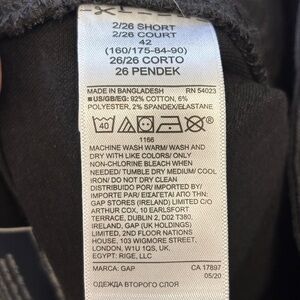 2/26 SHORT
2/26 COURT
42
(160/175-84-90)
26/26 CORTO
26 PENDEK
MADE IN BANGLADESH RN 54023
■US/GB/EG: 92% COTTON, 6%
POLYESTER, 2% SPANDEX/ELASTANE
40
1166
MACHINE WASH WARM/ WASH AND
DRY WITH LIKE COLORS/ ONLY
NON-CHLORINE BLEACH WHEN
NEEDED/ TUMBLE DRY MEDIUM/ COOL
IRON/ DO NOT DRY CLEAN
DISTRIBUIDO POR/ IMPORTED BY/
IMPORTE PAR/ ΕΙΣΑΓΕΤΑΙ ΑΠΟ ΤΗΝ:
GAP STORES (IRELAND) LIMITED C/O
ARTHUR COX, 10 EARLSFORT
TERRACE, DUBLIN 2, D02 T380,
IRELAND, GAP (UK HOLDINGS)
LIMITED, 2ND FLOOR NATIONS
HOUSE, 103 WIGMORE STREET,
LONDON, W1U 1QS, UK,
EGYPT: RIGE, LLC
MARCA: GAP CA 17897
05/20
ОДЕЖДА ВТОРОГО СЛОЯ